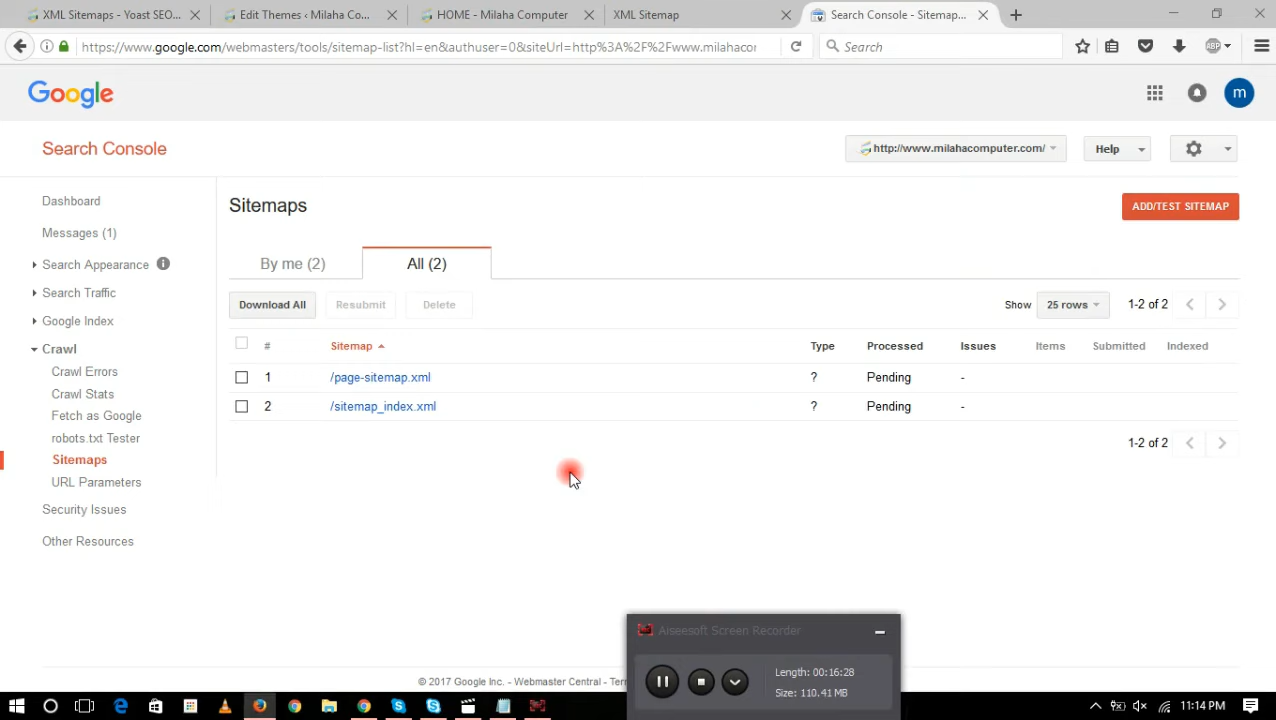 XML Sitemaps - Yoast SEO...
Edit Themes ‹ Milaha Co...
HOME - Milaha Computer
XML Sitemap
Search Console - Sitemap...
https://www.google.com/webmasters/tools/sitemap-list?hl=en&authuser=0&siteUrl=http%3A%2F%2Fwww.milahacor
Search
ABP
Google
m
Search Console
http://www.milahacomputer.com/
Help
Dashboard
Messages (1)
Search Appearance
Search Traffic
Google Index
Crawl
Crawl Errors
Crawl Stats
Fetch as Google
robots.txt Tester
Sitemaps
URL Parameters
Security Issues
Other Resources
Sitemaps
ADD/TEST SITEMAP
By me (2)
All (2)
Download All
Resubmit
Delete
Show
25 rows
1-2 of 2
# Sitemap Type Processed Issues Items Submitted Indexed
1 /page-sitemap.xml ? Pending -
2 /sitemap_index.xml ? Pending -
1-2 of 2
Aiseesoft Screen Recorder
Length: 00:16:28
Size: 110.41 MB
© 2017 Google Inc. - Webmaster Central - Ter
11:14 PM